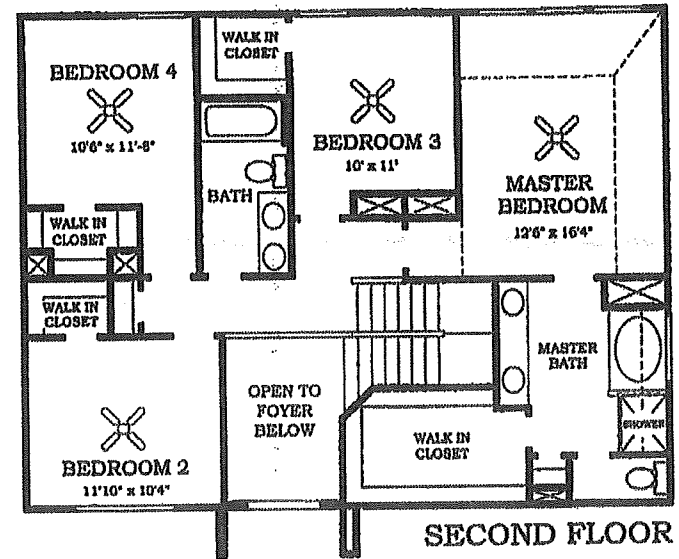 WALK IN
CLOSET
BEDROOM 4
10'6" x 11'-8"
BEDROOM 3
10' x 11'
BATH
MASTER
BEDROOM
12'6" x 16'4"
WALK IN
CLOSET
WALK IN
CLOSET
MASTER
BATH
OPEN TO
FOYER
BELOW
WALK IN
CLOSET
SHOWER
BEDROOM 2
11'10" x 10'4"
SECOND FLOOR